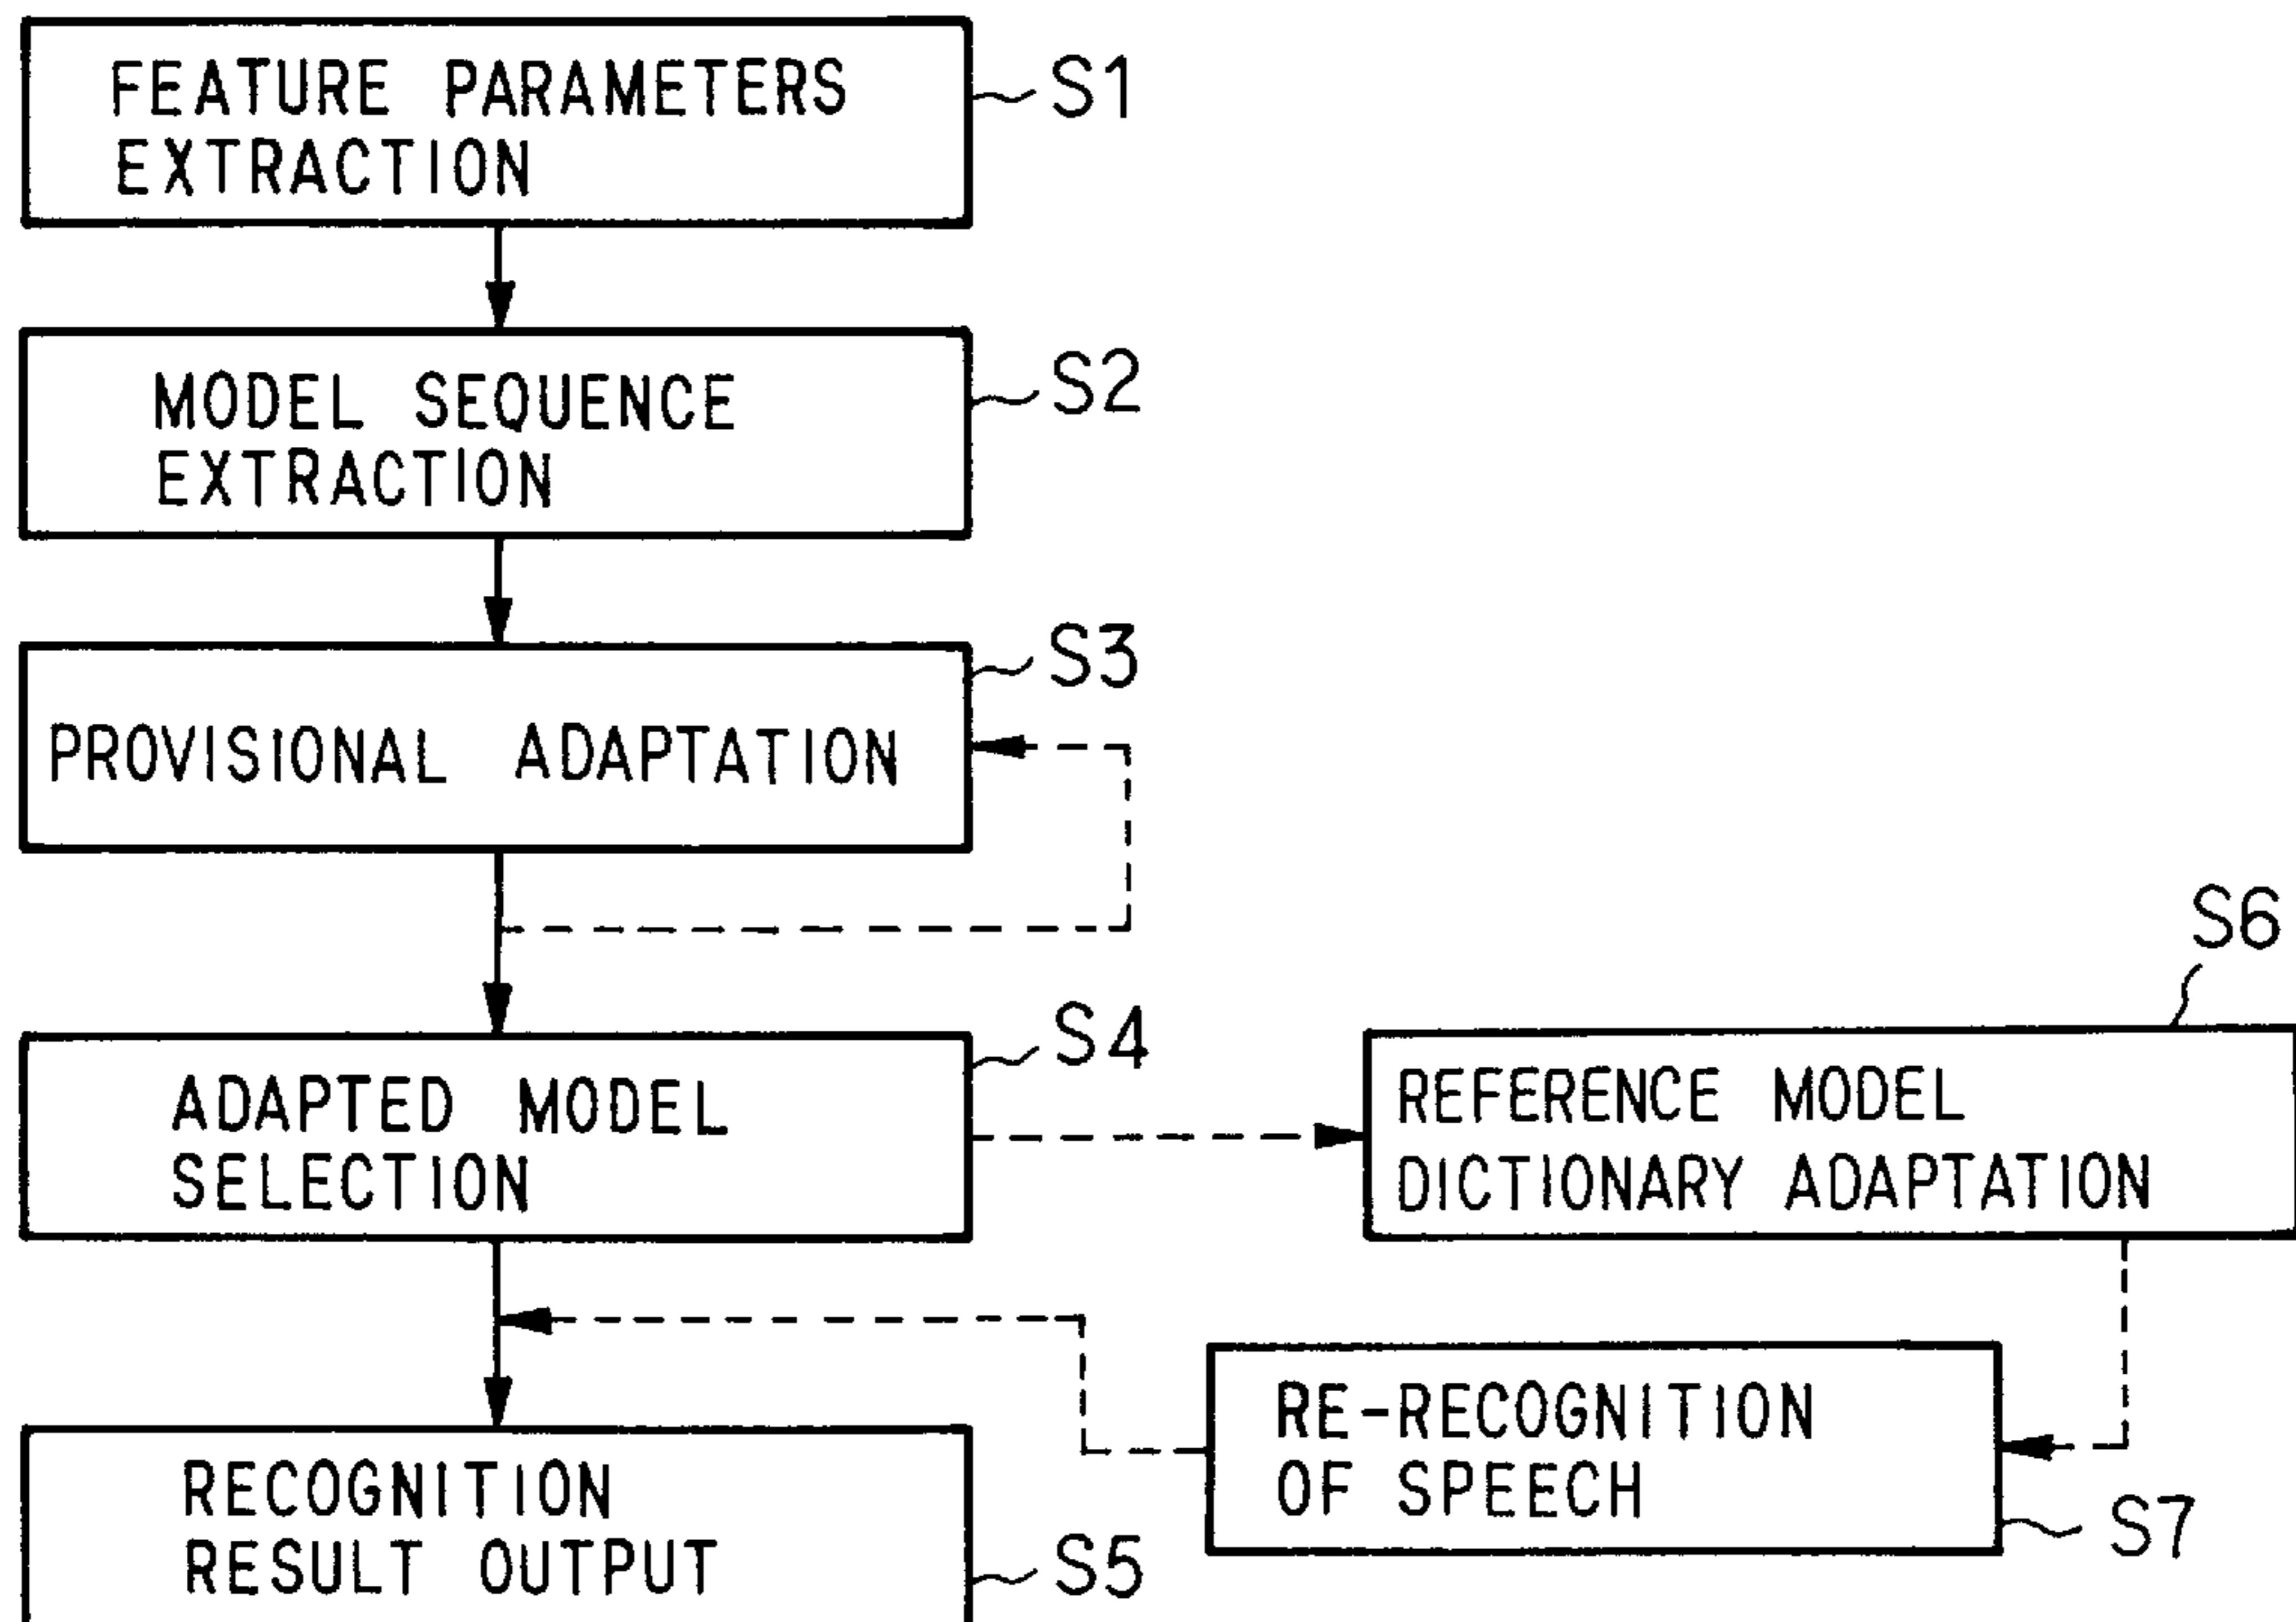 FEATURE PARAMETERS
EXTRACTION
S1
MODEL SEQUENCE
EXTRACTION
S2
S3
PROVISIONAL ADAPTATION
S6
S4
ADAPTED MODEL
SELECTION
REFERENCE MODEL
DICTIONARY ADAPTATION
RE-RECOGNITION
OF SPEECH
S7
RECOGNITION
RESULT OUTPUT
S5